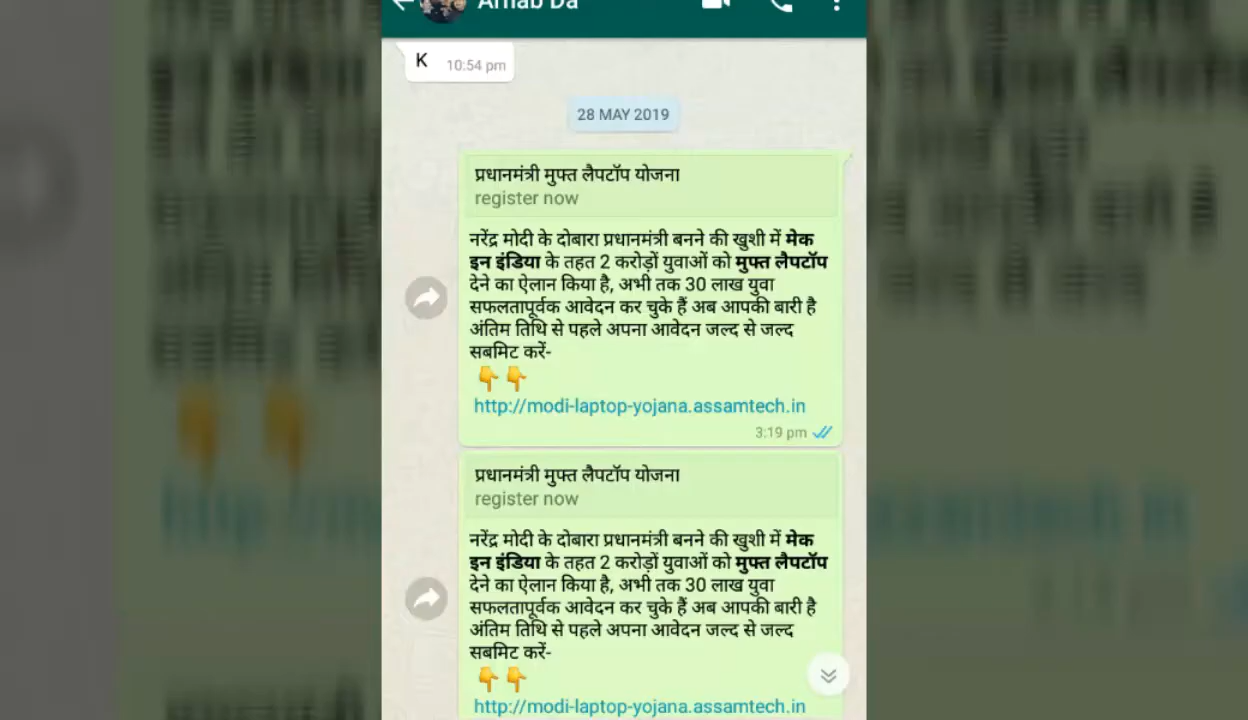 Arnab Da
K 10:54 pm
28 MAY 2019
प्रधानमंत्री मुफ्त लैपटॉप योजना
register now
नरेंद्र मोदी के दोबारा प्रधानमंत्री बनने की खुशी में मेक
इन इंडिया के तहत 2 करोड़ों युवाओं को मुफ्त लैपटॉप
देने का ऐलान किया है, अभी तक 30 लाख युवा
सफलतापूर्वक आवेदन कर चुके हैं अब आपकी बारी है
अंतिम तिथि से पहले अपना आवेदन जल्द से जल्द
सबमिट करें-
👇👇
http://modi-laptop-yojana.assamtech.in
3:19 pm
प्रधानमंत्री मुफ्त लैपटॉप योजना
register now
नरेंद्र मोदी के दोबारा प्रधानमंत्री बनने की खुशी में मेक
इन इंडिया के तहत 2 करोड़ों युवाओं को मुफ्त लैपटॉप
देने का ऐलान किया है, अभी तक 30 लाख युवा
सफलतापूर्वक आवेदन कर चुके हैं अब आपकी बारी है
अंतिम तिथि से पहले अपना आवेदन जल्द से जल्द
सबमिट करें-
👇👇
http://modi-laptop-yojana.assamtech.in